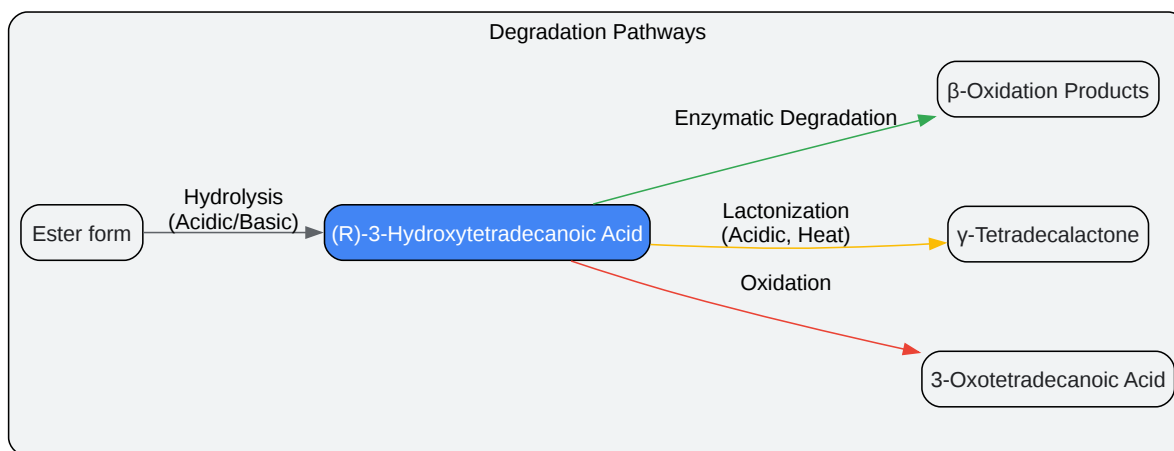 Degradation Pathways
β-Oxidation Products
Enzymatic Degradation
Hydrolysis
(Acidic/Basic)
Ester form
(R)-3-Hydroxytetradecanoic Acid
Lactonization
(Acidic, Heat)
γ-Tetradecalactone
Oxidation
3-Oxotetradecanoic Acid